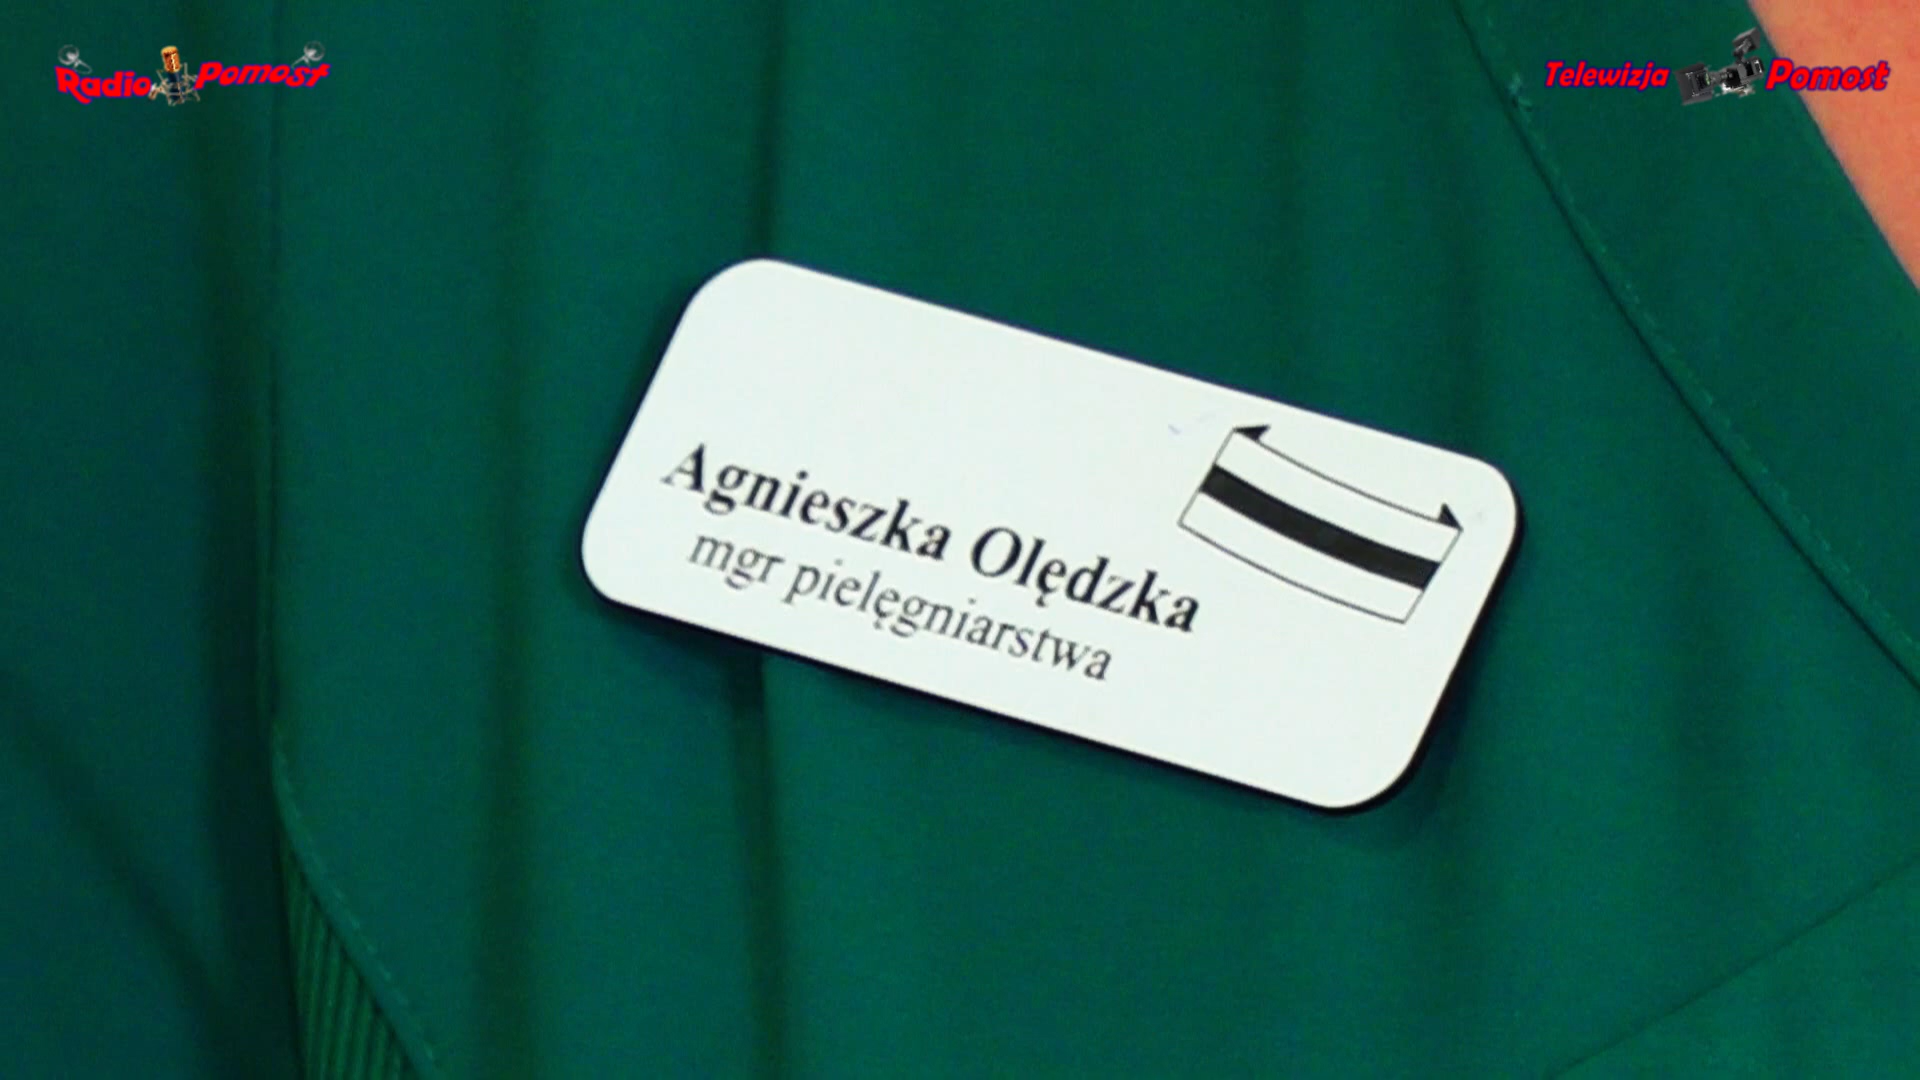 Radio Pomost
Telewizja Pomost
Agnieszka Olędzka
mgr pielęgniarstwa